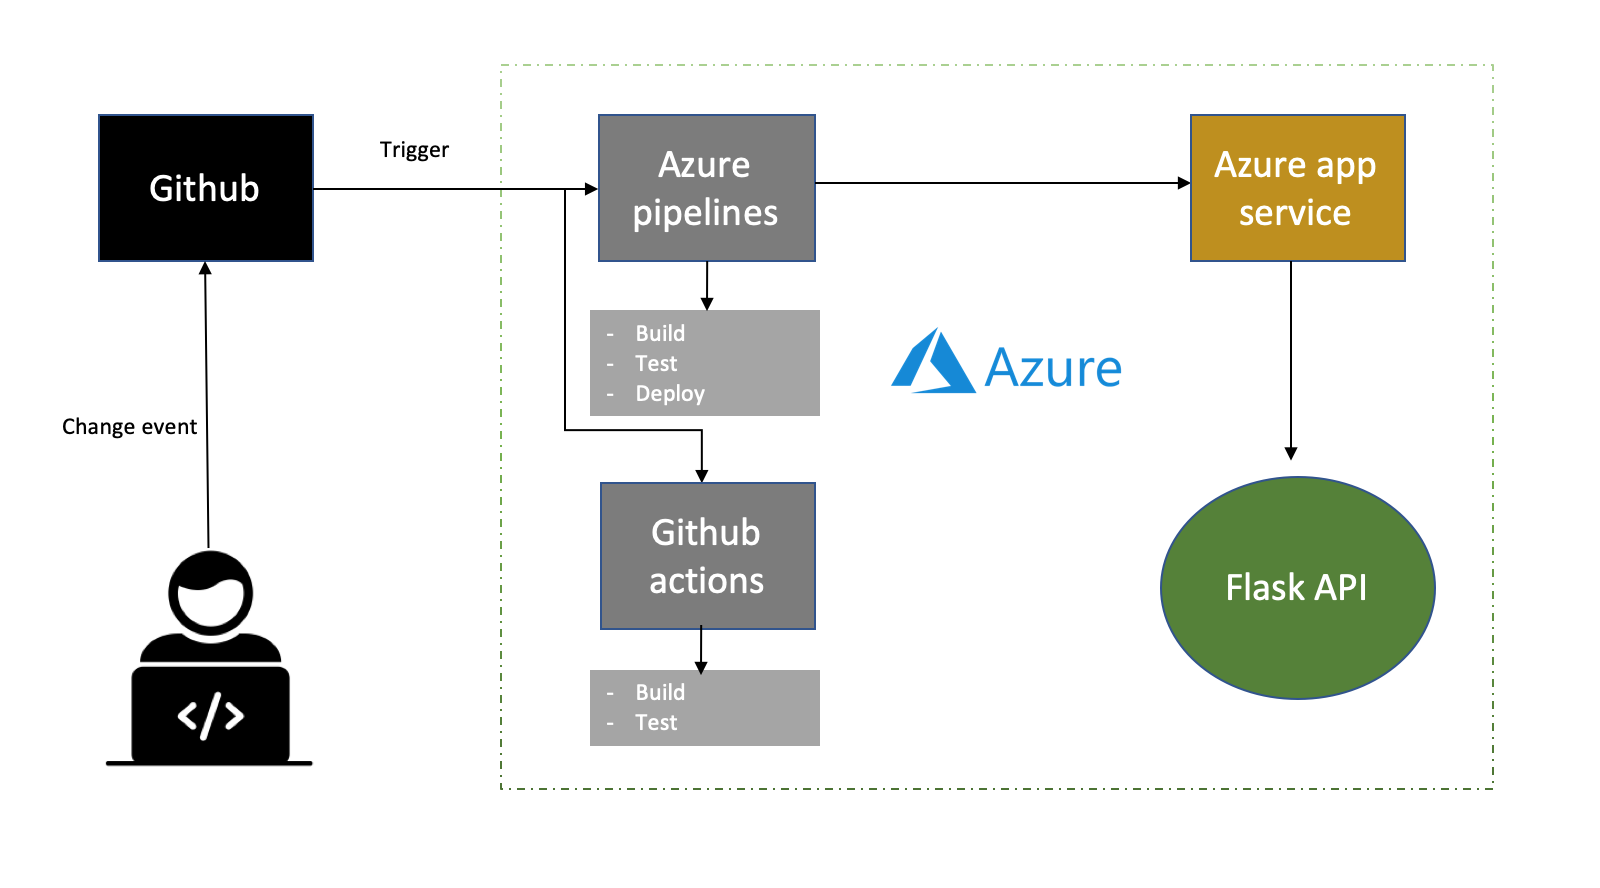 Github
Trigger
Azure
pipelines
Azure app
service
- Build
- Test
- Deploy
Azure
Change event
Github
actions
</>
Flask API
- Build
- Test